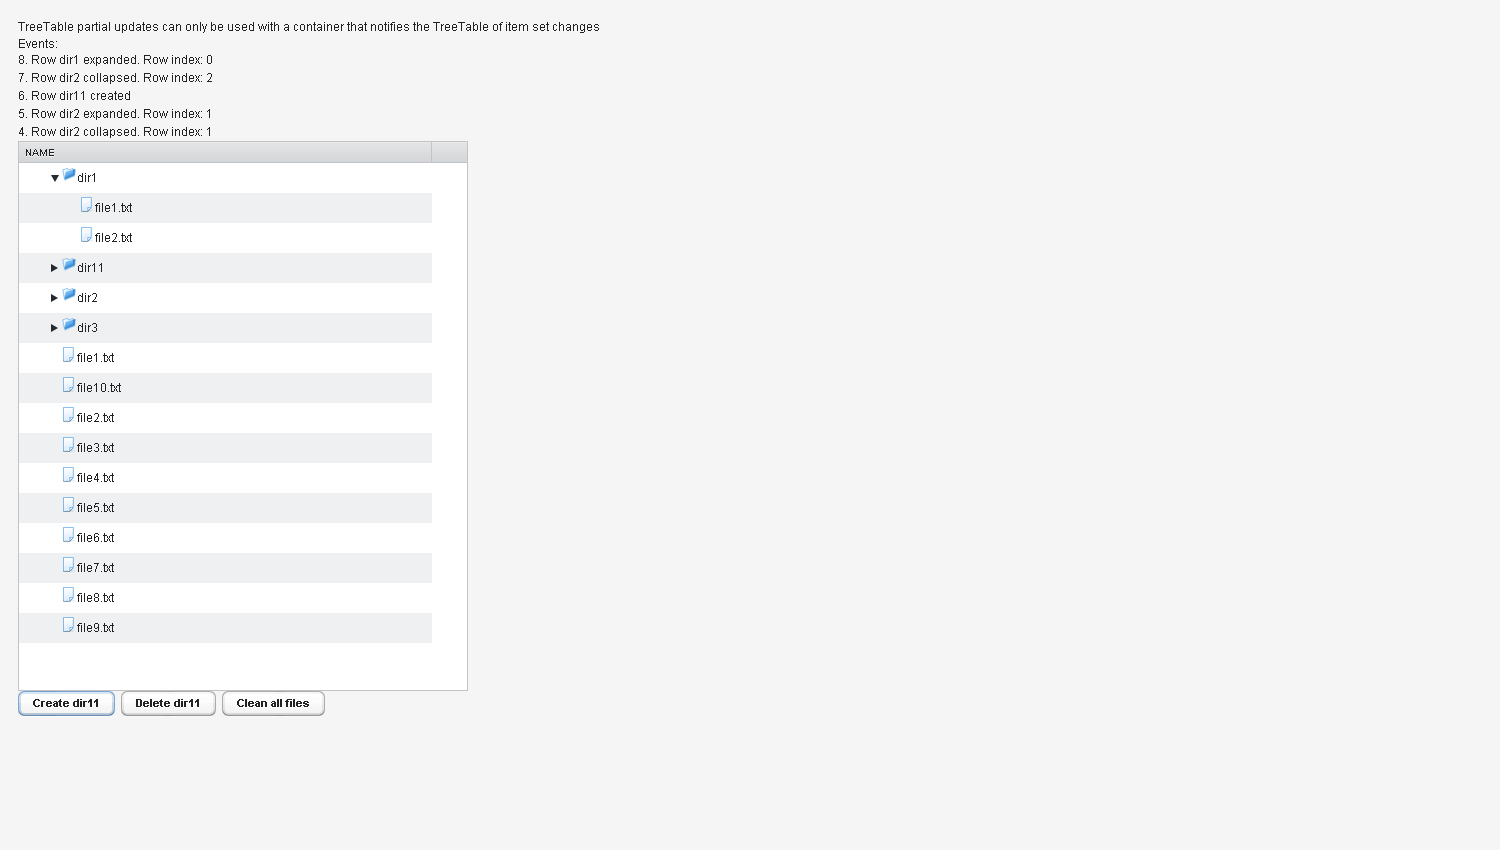 TreeTable partial updates can only be used with a container that notifies the TreeTable of item set changes
Events:
8. Row dir1 expanded. Row index: 0
7. Row dir2 collapsed. Row index: 2
6. Row dir11 created
5. Row dir2 expanded. Row index: 1
4. Row dir2 collapsed. Row index: 1
NAME
dir1
file1.txt
file2.txt
dir11
dir2
dir3
file1.txt
file10.txt
file2.txt
file3.txt
file4.txt
file5.txt
file6.txt
file7.txt
file8.txt
file9.txt
Create dir11 Delete dir11 Clean all files